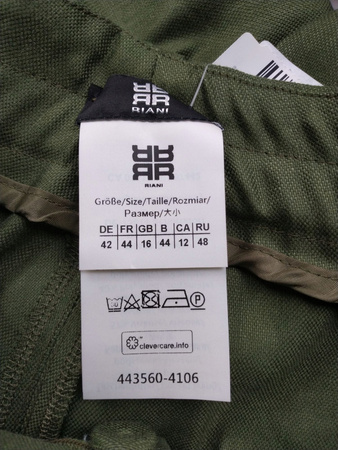 RIANI
RIANI
Größe/Size/Taille/Rozmiar/
Размер/大小
DE FR GB B CA RU
42 44 16 44 12 48
clevercare.info
443560-4106